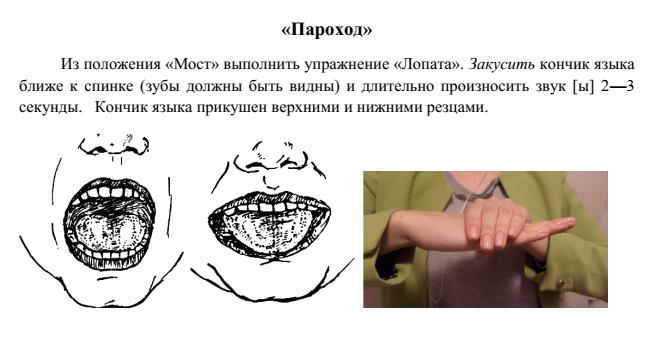 «Пароход»
Из положения «Мост» выполнить упражнение «Лопата». Закусить кончик языка
ближе к спинке (зубы должны быть видны) и длительно произносить звук [ы] 2—3
секунды. Кончик языка прикушен верхними и нижними резцами.